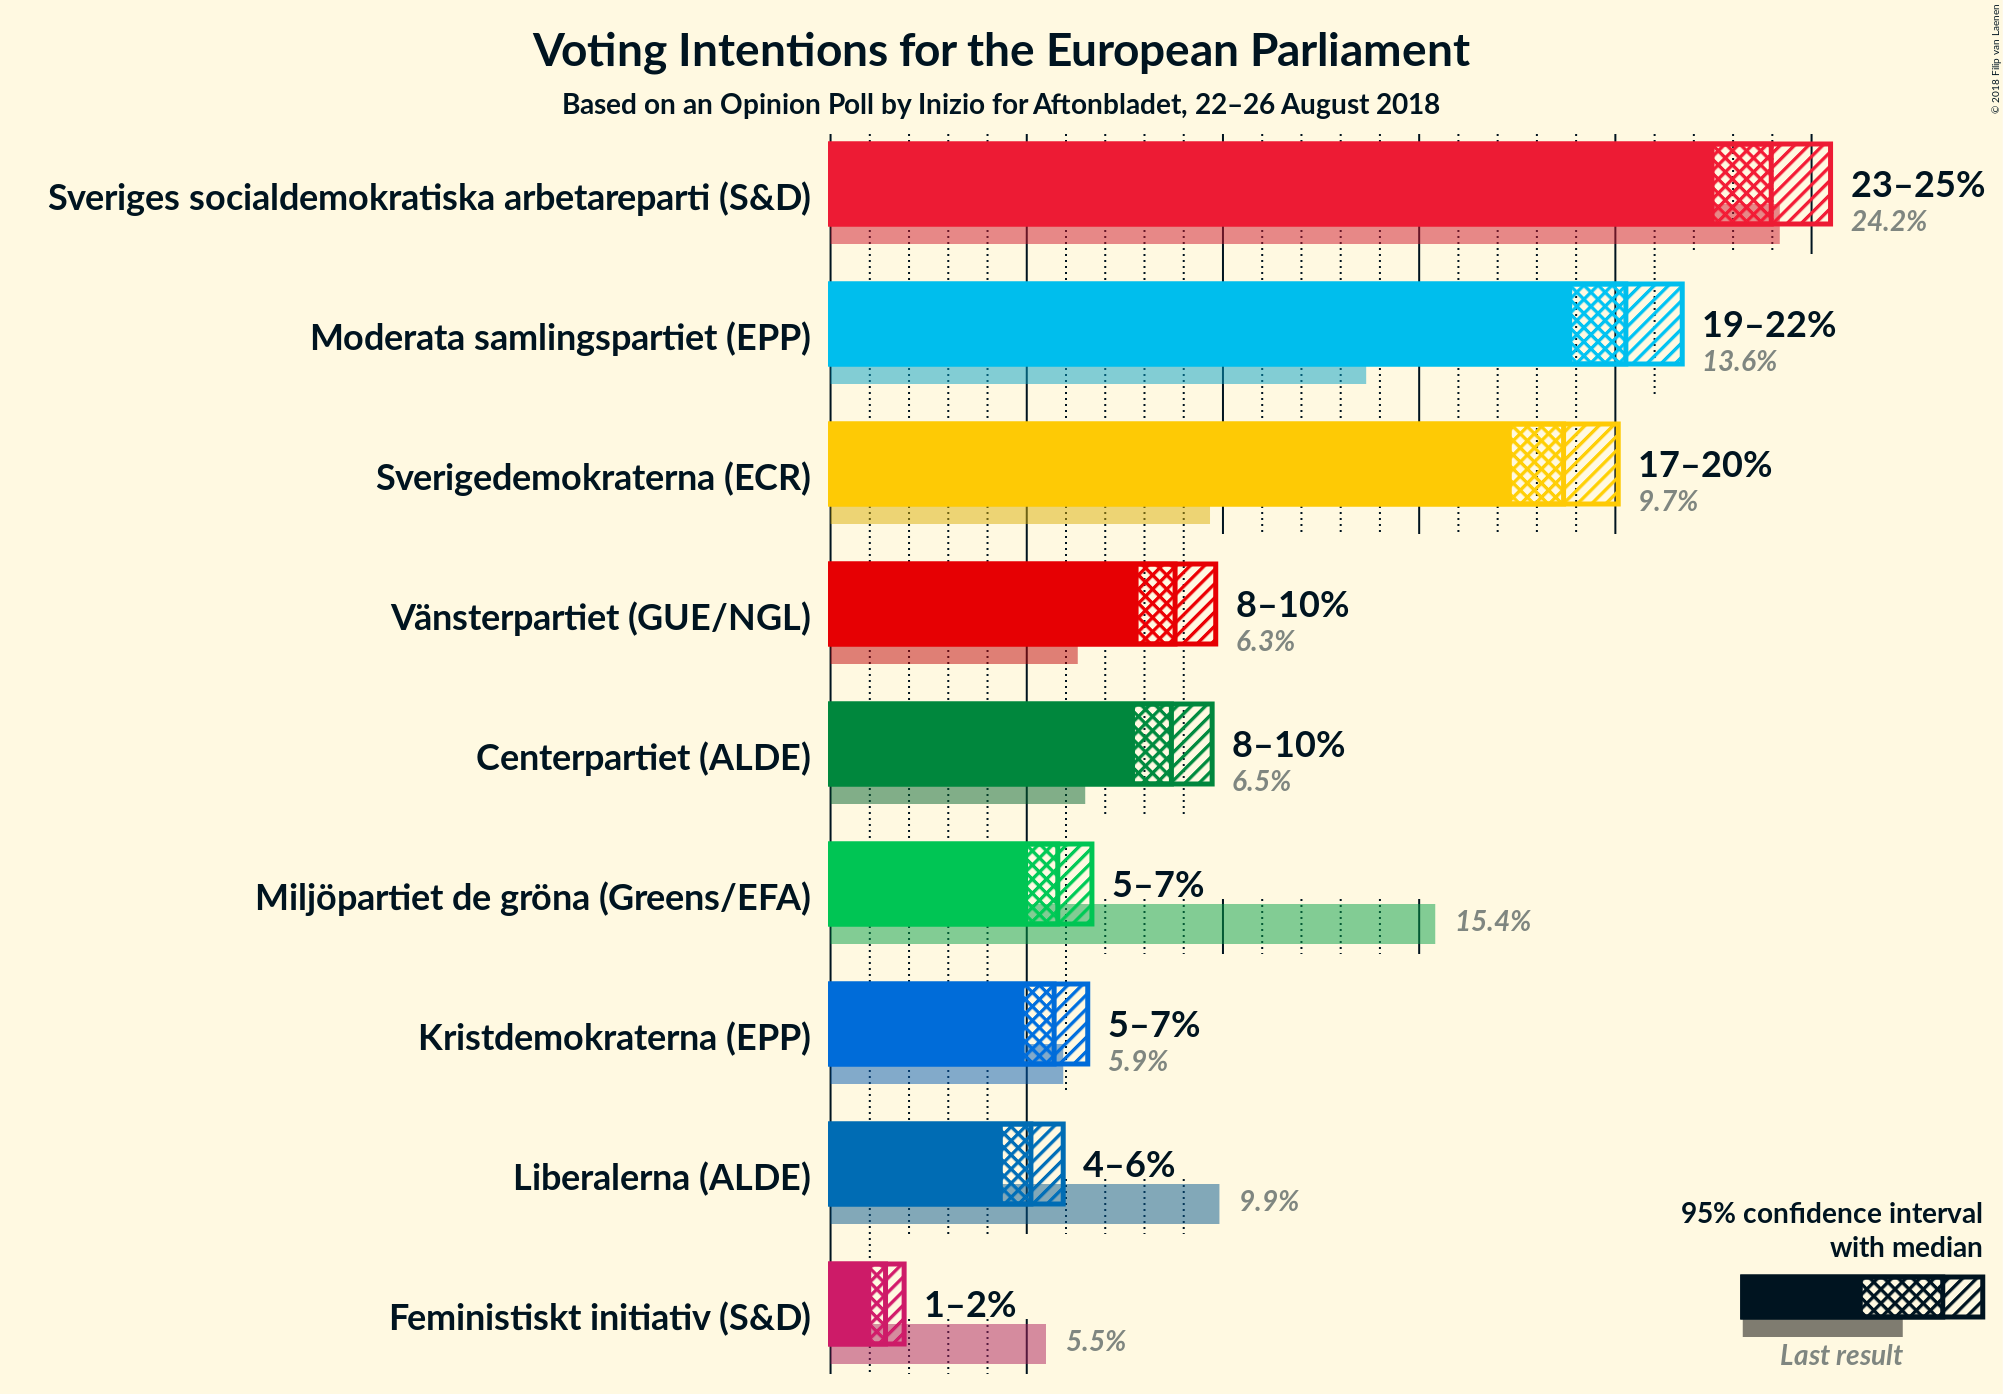 Voting Intentions for the European Parliament
Based on an Opinion Poll by Inizio for Aftonbladet, 22–26 August 2018
© 2018 Filip van Laenen
Sveriges socialdemokratiska arbetareparti (S&D)
23–25%
24.2%
Moderata samlingspartiet (EPP)
19–22%
13.6%
Sverigedemokraterna (ECR)
17–20%
9.7%
Vänsterpartiet (GUE/NGL)
8–10%
6.3%
Centerpartiet (ALDE)
8–10%
6.5%
Miljöpartiet de gröna (Greens/EFA)
5–7%
15.4%
Kristdemokraterna (EPP)
5–7%
5.9%
Liberalerna (ALDE)
4–6%
9.9%
Feministiskt initiativ (S&D)
1–2%
5.5%
95% confidence interval
with median
Last result